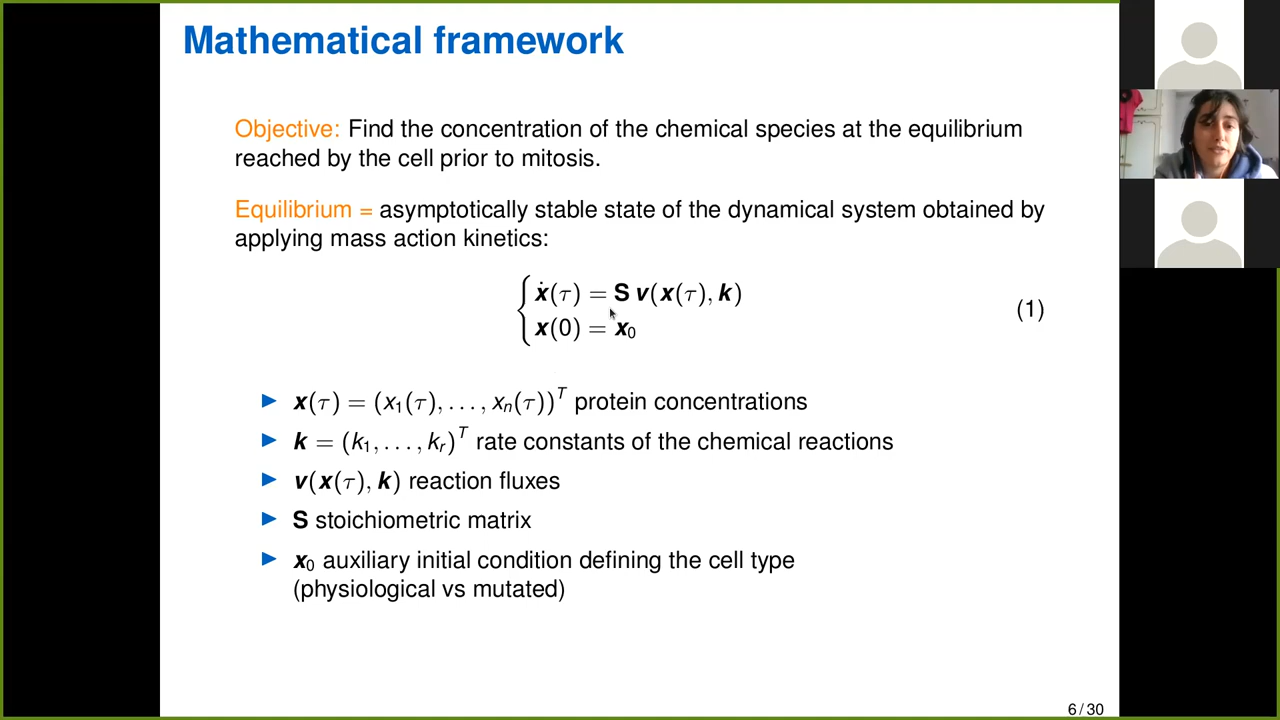 Mathematical framework
Objective: Find the concentration of the chemical species at the equilibrium
reached by the cell prior to mitosis.
Equilibrium = asymptotically stable state of the dynamical system obtained by
applying mass action kinetics:
ẋ(τ) = S v(x(τ), k)
x(0) = x₀
(1)
▶ x(τ) = (x₁(τ), . . . , xₙ(τ))ᵀ protein concentrations
▶ k = (k₁, . . . , kᵣ)ᵀ rate constants of the chemical reactions
▶ v(x(τ), k) reaction fluxes
▶ S stoichiometric matrix
▶ x₀ auxiliary initial condition defining the cell type
(physiological vs mutated)
6 / 30